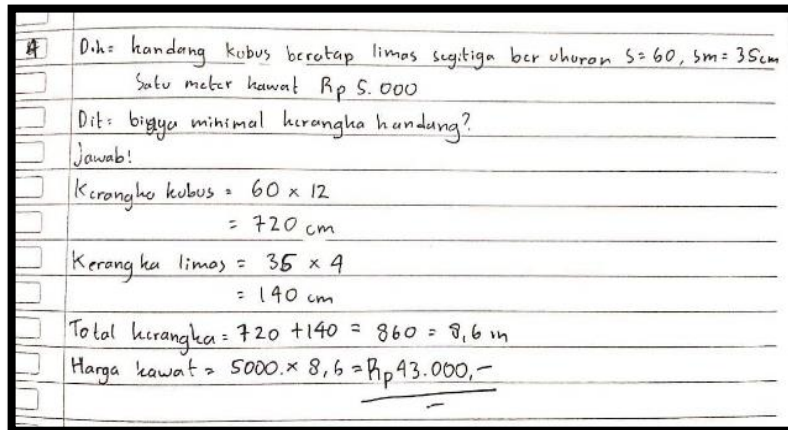 4 Dih = kandang kubus beratap limas segitiga ber ukuran S = 60, sm = 35cm
Satu meter kawat Rp 5.000
Dit = biaya minimal kerangka kandang?
Jawab!
Kerangka kubus = 60 × 12
= 720 cm
Kerangka limas = 35 × 4
= 140 cm
Total kerangka = 720 + 140 = 860 = 8,6 m
Harga kawat = 5000. × 8,6 = Rp 43.000,-